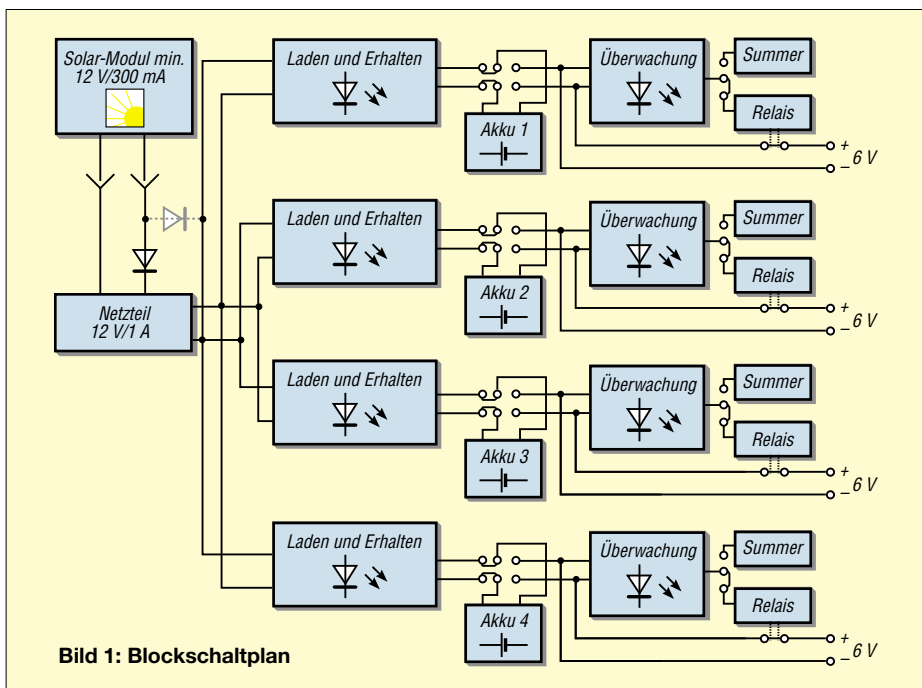 Solar-Modul min.
12 V/300 mA
Netzteil
12 V/1 A
Laden und Erhalten
Akku 1
Überwachung
Summer
Relais
+
6 V
–
Laden und Erhalten
Akku 2
Überwachung
Summer
Relais
+
6 V
–
Laden und Erhalten
Akku 3
Überwachung
Summer
Relais
+
6 V
–
Laden und Erhalten
Akku 4
Überwachung
Summer
Relais
+
6 V
–
Bild 1: Blockschaltplan